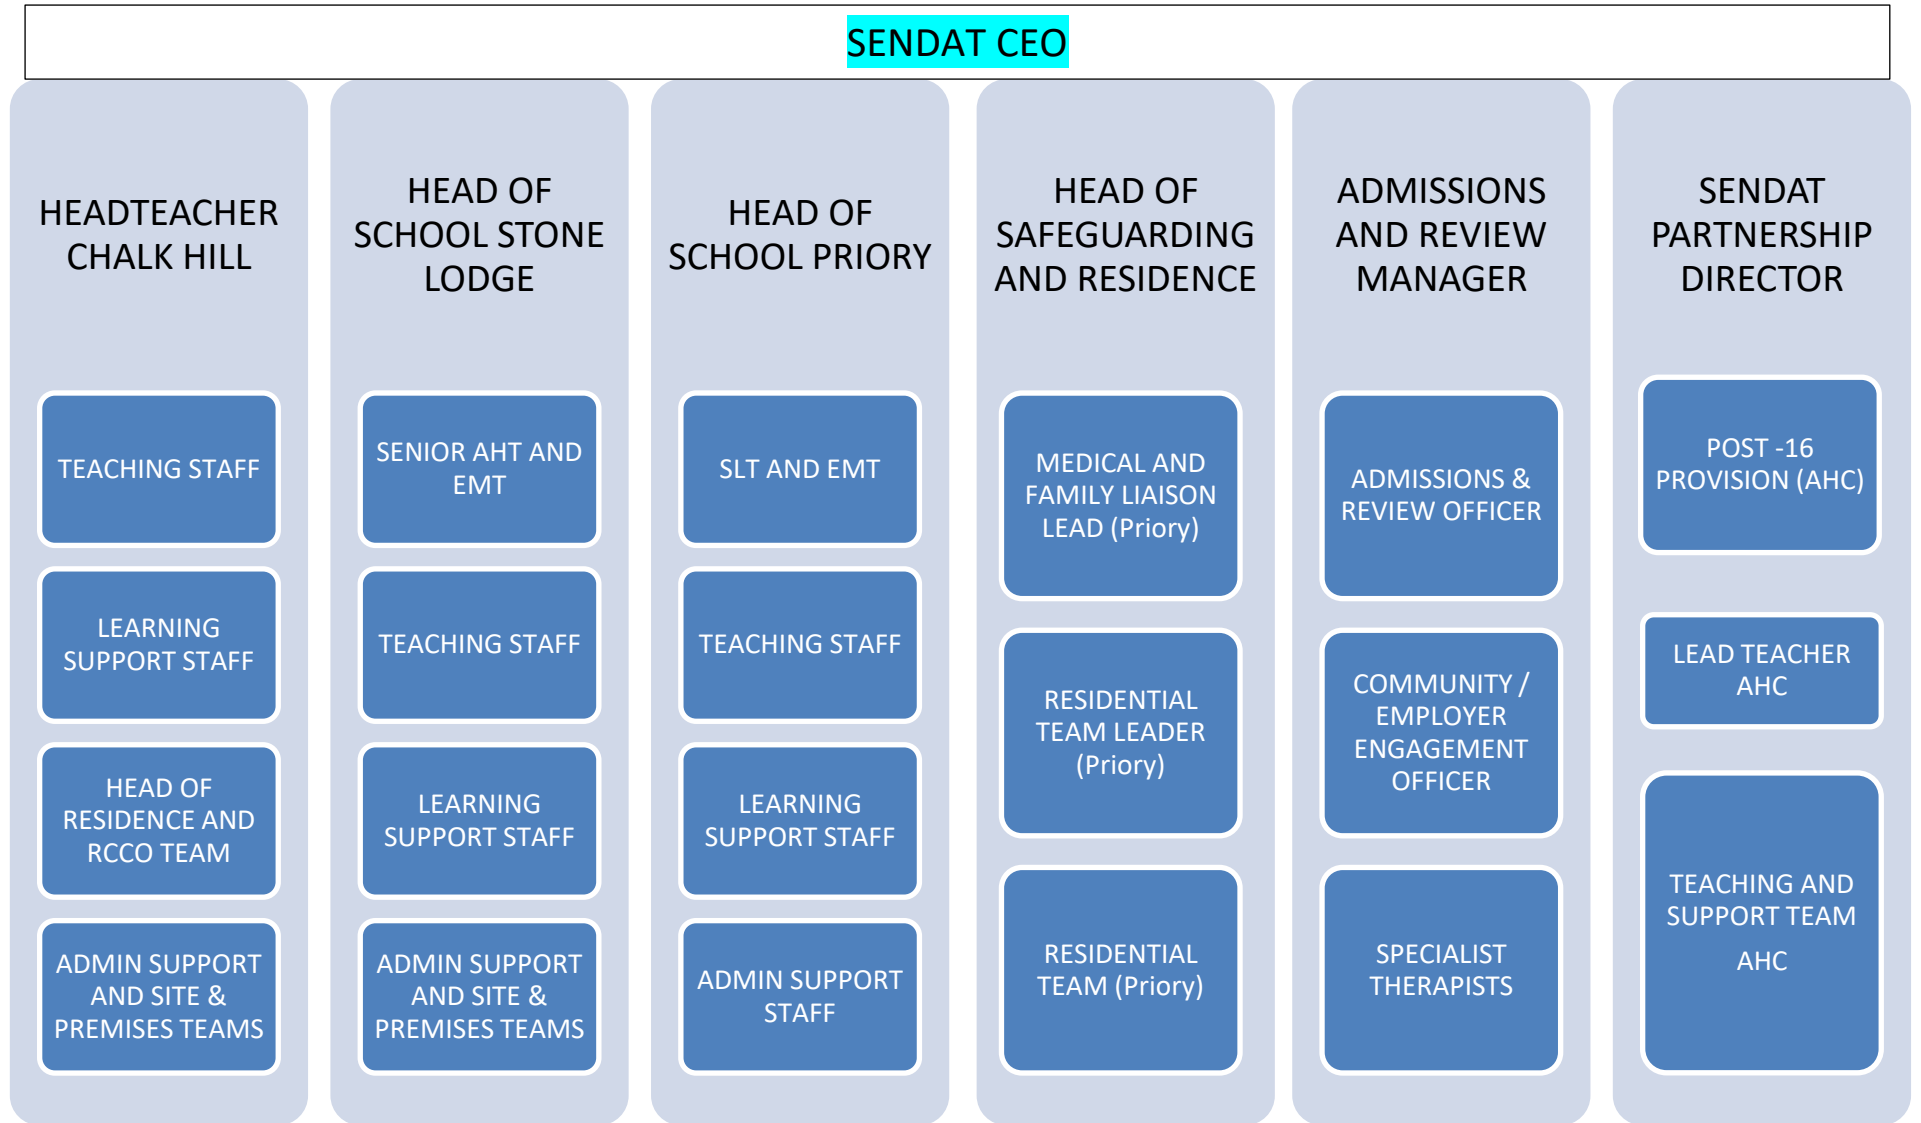 SENDAT CEO
HEADTEACHER
CHALK HILL
TEACHING STAFF
LEARNING
SUPPORT STAFF
HEAD OF
RESIDENCE AND
RCCO TEAM
ADMIN SUPPORT
AND SITE &
PREMISES TEAMS
HEAD OF
SCHOOL STONE
LODGE
SENIOR AHT AND
EMT
TEACHING STAFF
LEARNING
SUPPORT STAFF
ADMIN SUPPORT
AND SITE &
PREMISES TEAMS
HEAD OF
SCHOOL PRIORY
SLT AND EMT
TEACHING STAFF
LEARNING
SUPPORT STAFF
ADMIN SUPPORT
STAFF
HEAD OF
SAFEGUARDING
AND RESIDENCE
MEDICAL AND
FAMILY LIAISON
LEAD (Priory)
RESIDENTIAL
TEAM LEADER
(Priory)
RESIDENTIAL
TEAM (Priory)
ADMISSIONS
AND REVIEW
MANAGER
ADMISSIONS &
REVIEW OFFICER
COMMUNITY /
EMPLOYER
ENGAGEMENT
OFFICER
SPECIALIST
THERAPISTS
SENDAT
PARTNERSHIP
DIRECTOR
POST -16
PROVISION (AHC)
LEAD TEACHER
AHC
TEACHING AND
SUPPORT TEAM
AHC